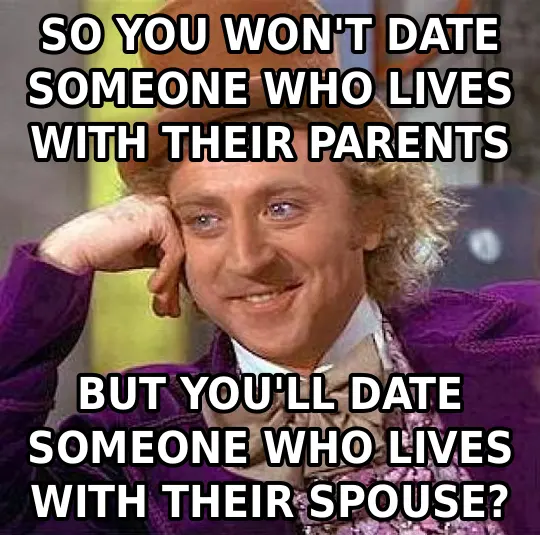 SO YOU WON'T DATE
SOMEONE WHO LIVES
WITH THEIR PARENTS
BUT YOU'LL DATE
SOMEONE WHO LIVES
WITH THEIR SPOUSE?